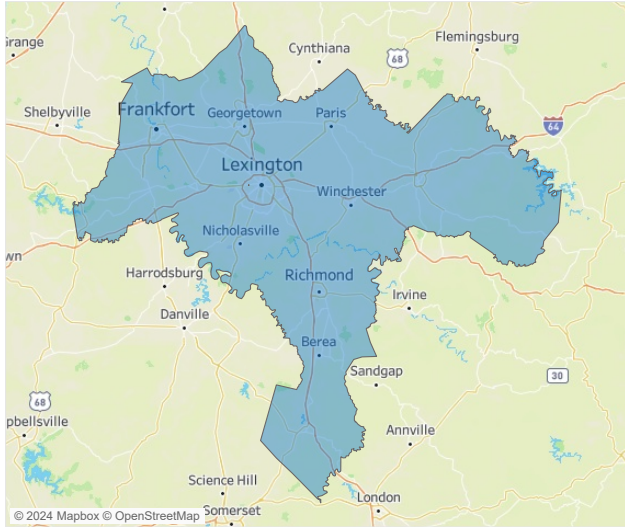 Flemingsburg
Cynthiana
Grange
68
Shelbyville
Frankfort
Georgetown
Paris
64
Lexington
Winchester
Nicholasville
wn
Harrodsburg
Richmond
Irvine
Danville
Berea
Sandgap
30
68
pbellsville
Annville
Science Hill
London
© 2024 Mapbox © OpenStreetMap
Somerset